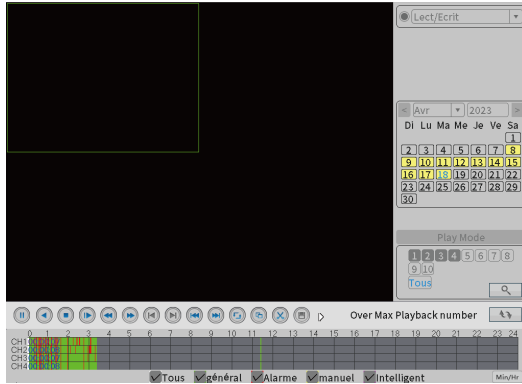 Lect/Ecrit
< Avr 2023 >
Di Lu Ma Me Je Ve Sa
1
2 3 4 5 6 7 8
9 10 11 12 13 14 15
16 17 18 19 20 21 22
23 24 25 26 27 28 29
30
Play Mode
1 2 3 4 5 6 7 8
9 10
Tous
Over Max Playback number
0 1 2 3 4 5 6 7 8 9 10 11 12 13 14 15 16 17 18 19 20 21 22 23 24
CH1
CH2
CH3
CH4
Tous général Alarme manuel Intelligent Min/Hr